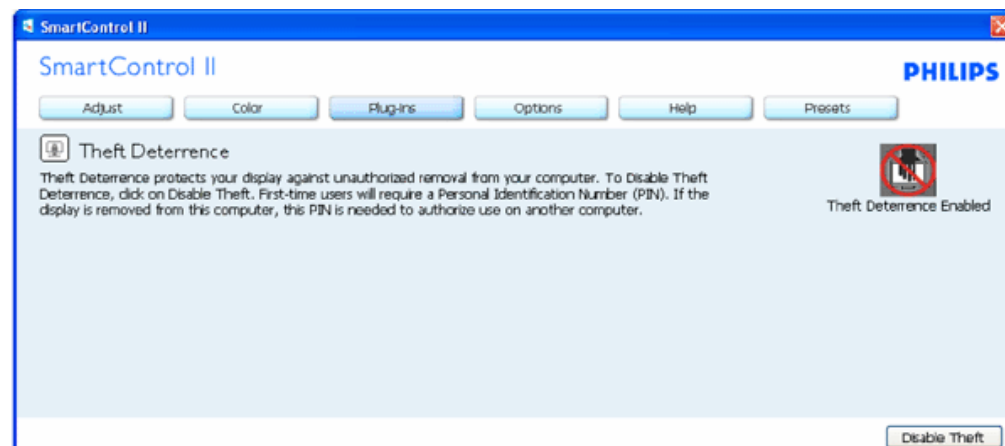 SmartControl II
SmartControl II
PHILIPS
Adjust Color Plug-ins Options Help Presets
Theft Deterrence
Theft Deterrence protects your display against unauthorized removal from your computer. To Disable Theft
Deterrence, click on Disable Theft. First-time users will require a Personal Identification Number (PIN). If the
display is removed from this computer, this PIN is needed to authorize use on another computer.
Theft Deterrence Enabled
Disable Theft